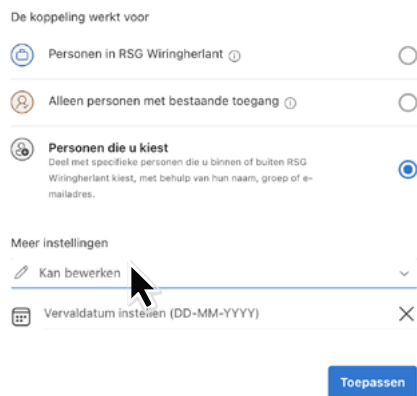 De koppeling werkt voor
Personen in RSG Wiringherlant
Alleen personen met bestaande toegang
Personen die u kiest
Deel met specifieke personen die u binnen of buiten RSG
Wiringherlant kiest, met behulp van hun naam, groep of e-
mailadres.
Meer instellingen
Kan bewerken
Vervaldatum instellen (DD-MM-YYYY)
Toepassen